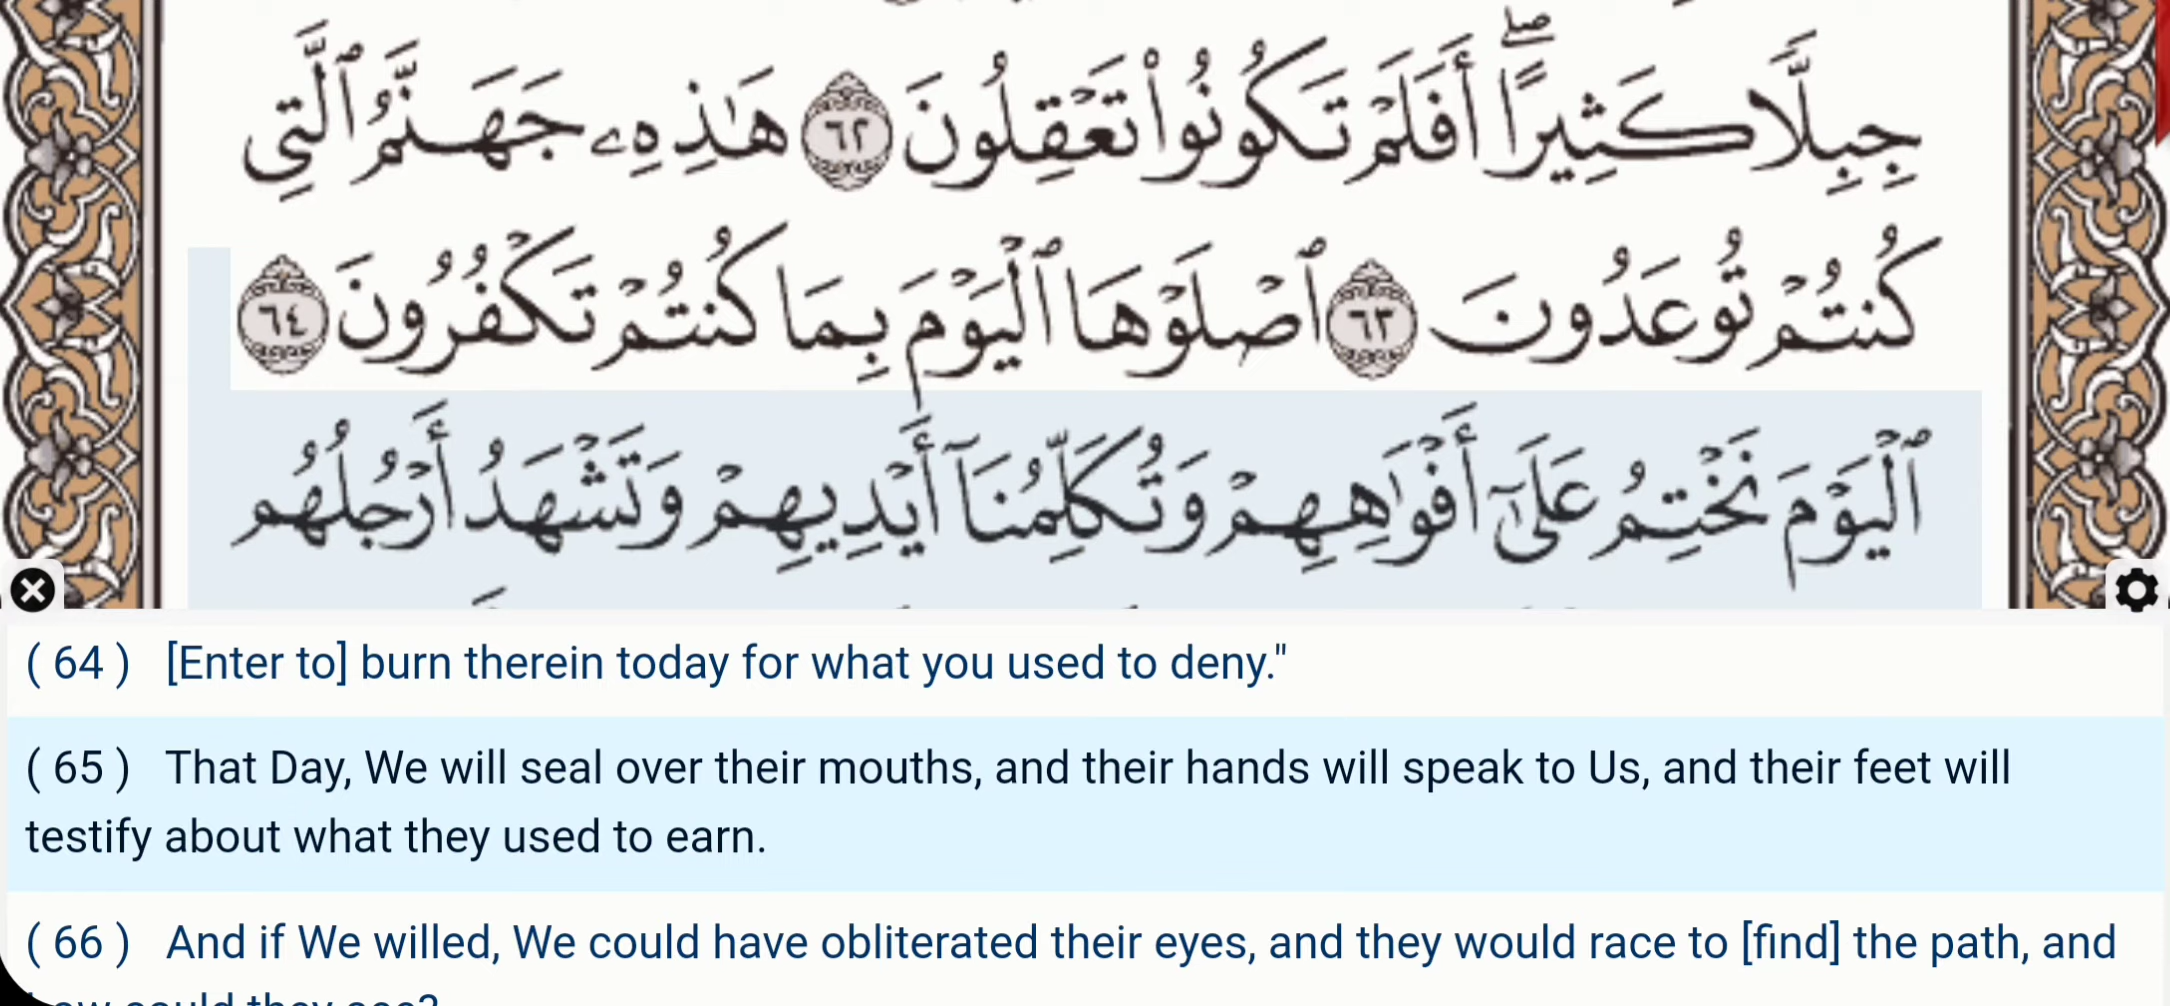 جِبِلًّا كَثِيرًا ۖ أَفَلَمْ تَكُونُوا۟ تَعْقِلُونَ ٦٢ هَـٰذِهِۦ جَهَنَّمُ ٱلَّتِى
كُنتُمْ تُوعَدُونَ ٦٣ ٱصْلَوْهَا ٱلْيَوْمَ بِمَا كُنتُمْ تَكْفُرُونَ ٦٤
ٱلْيَوْمَ نَخْتِمُ عَلَىٰٓ أَفْوَٰهِهِمْ وَتُكَلِّمُنَآ أَيْدِيهِمْ وَتَشْهَدُ أَرْجُلُهُم
( 64 ) [Enter to] burn therein today for what you used to deny."
( 65 ) That Day, We will seal over their mouths, and their hands will speak to Us, and their feet will
testify about what they used to earn.
( 66 ) And if We willed, We could have obliterated their eyes, and they would race to [find] the path, and
how could they see?